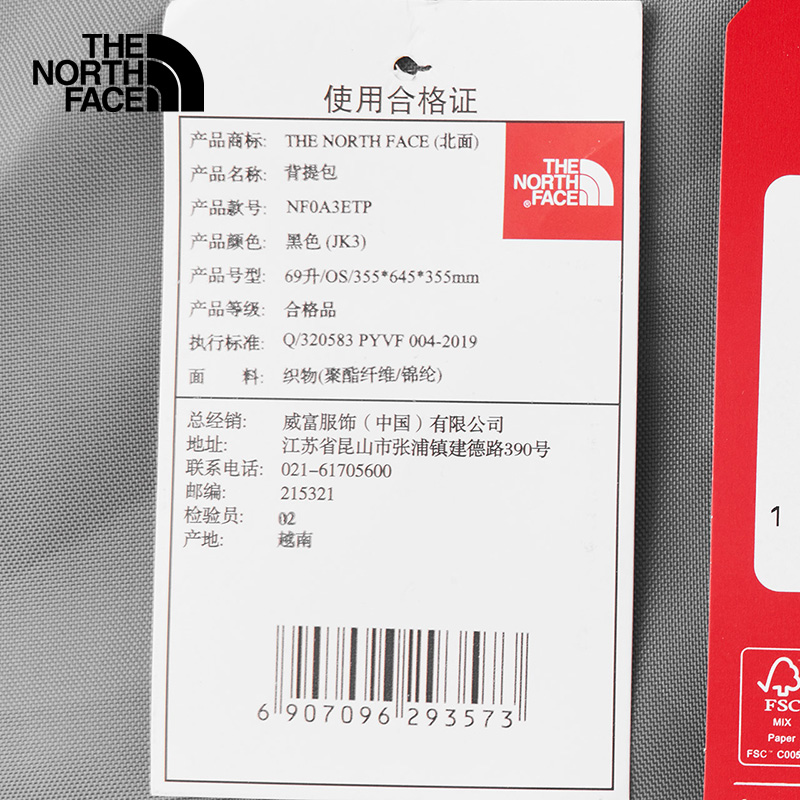 THE
NORTH
FACE
使用合格证
产品商标: THE NORTH FACE (北面)
产品名称: 背提包
产品款号: NF0A3ETP
产品颜色: 黑色 (JK3)
产品号型: 69升/OS/355*645*355mm
产品等级: 合格品
执行标准: Q/320583 PYVF 004-2019
面 料: 织物(聚酯纤维/锦纶)
THE
NORTH
FACE
®
总经销: 威富服饰（中国）有限公司
地址: 江苏省昆山市张浦镇建德路390号
联系电话: 021-61705600
邮编: 215321
检验员: 02
产地: 越南
6 907096 293573
1
FSC
MIX
Paper
FSC™ C005